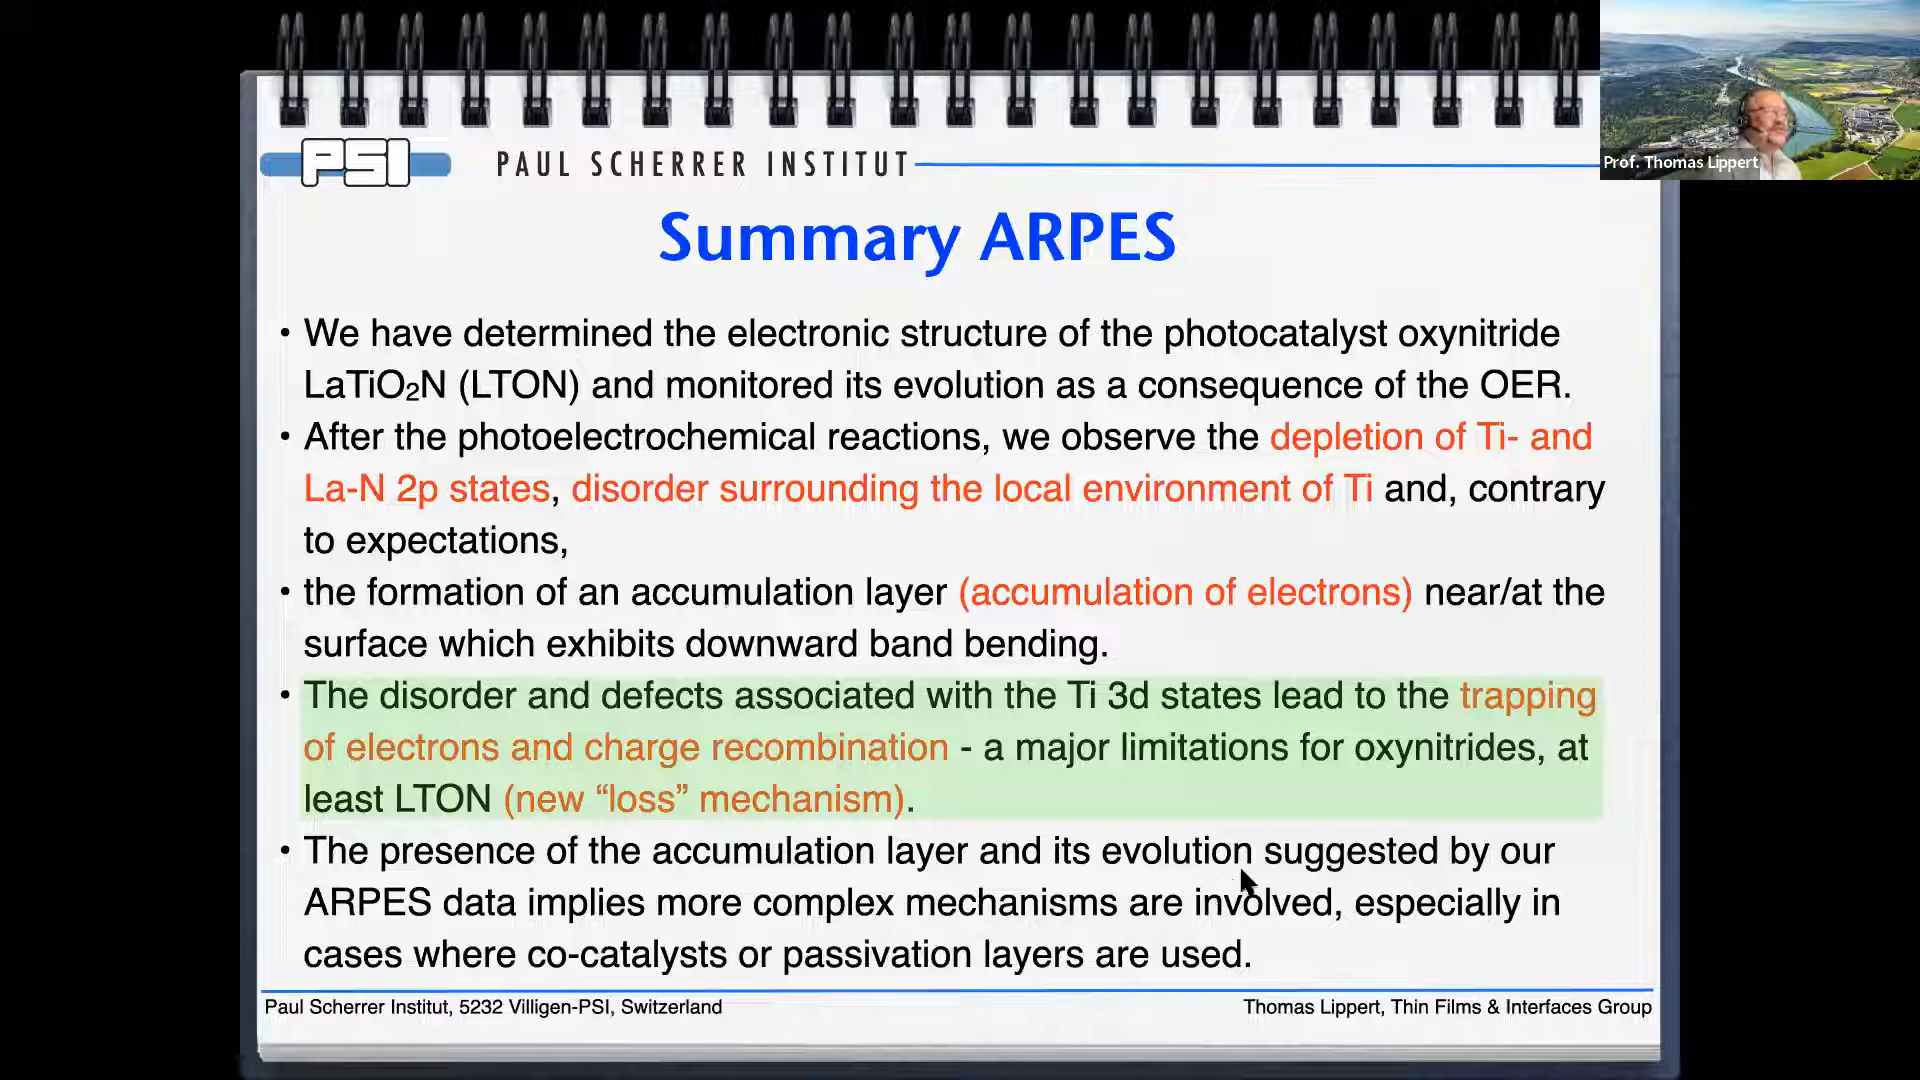 Prof. Thomas Lippert
PSI
PAUL SCHERRER INSTITUT
Summary ARPES
• We have determined the electronic structure of the photocatalyst oxynitride
LaTiO₂N (LTON) and monitored its evolution as a consequence of the OER.
• After the photoelectrochemical reactions, we observe the depletion of Ti- and
La-N 2p states, disorder surrounding the local environment of Ti and, contrary
to expectations,
• the formation of an accumulation layer (accumulation of electrons) near/at the
surface which exhibits downward band bending.
• The disorder and defects associated with the Ti 3d states lead to the trapping
of electrons and charge recombination - a major limitations for oxynitrides, at
least LTON (new “loss” mechanism).
• The presence of the accumulation layer and its evolution suggested by our
ARPES data implies more complex mechanisms are involved, especially in
cases where co-catalysts or passivation layers are used.
Paul Scherrer Institut, 5232 Villigen-PSI, Switzerland
Thomas Lippert, Thin Films & Interfaces Group